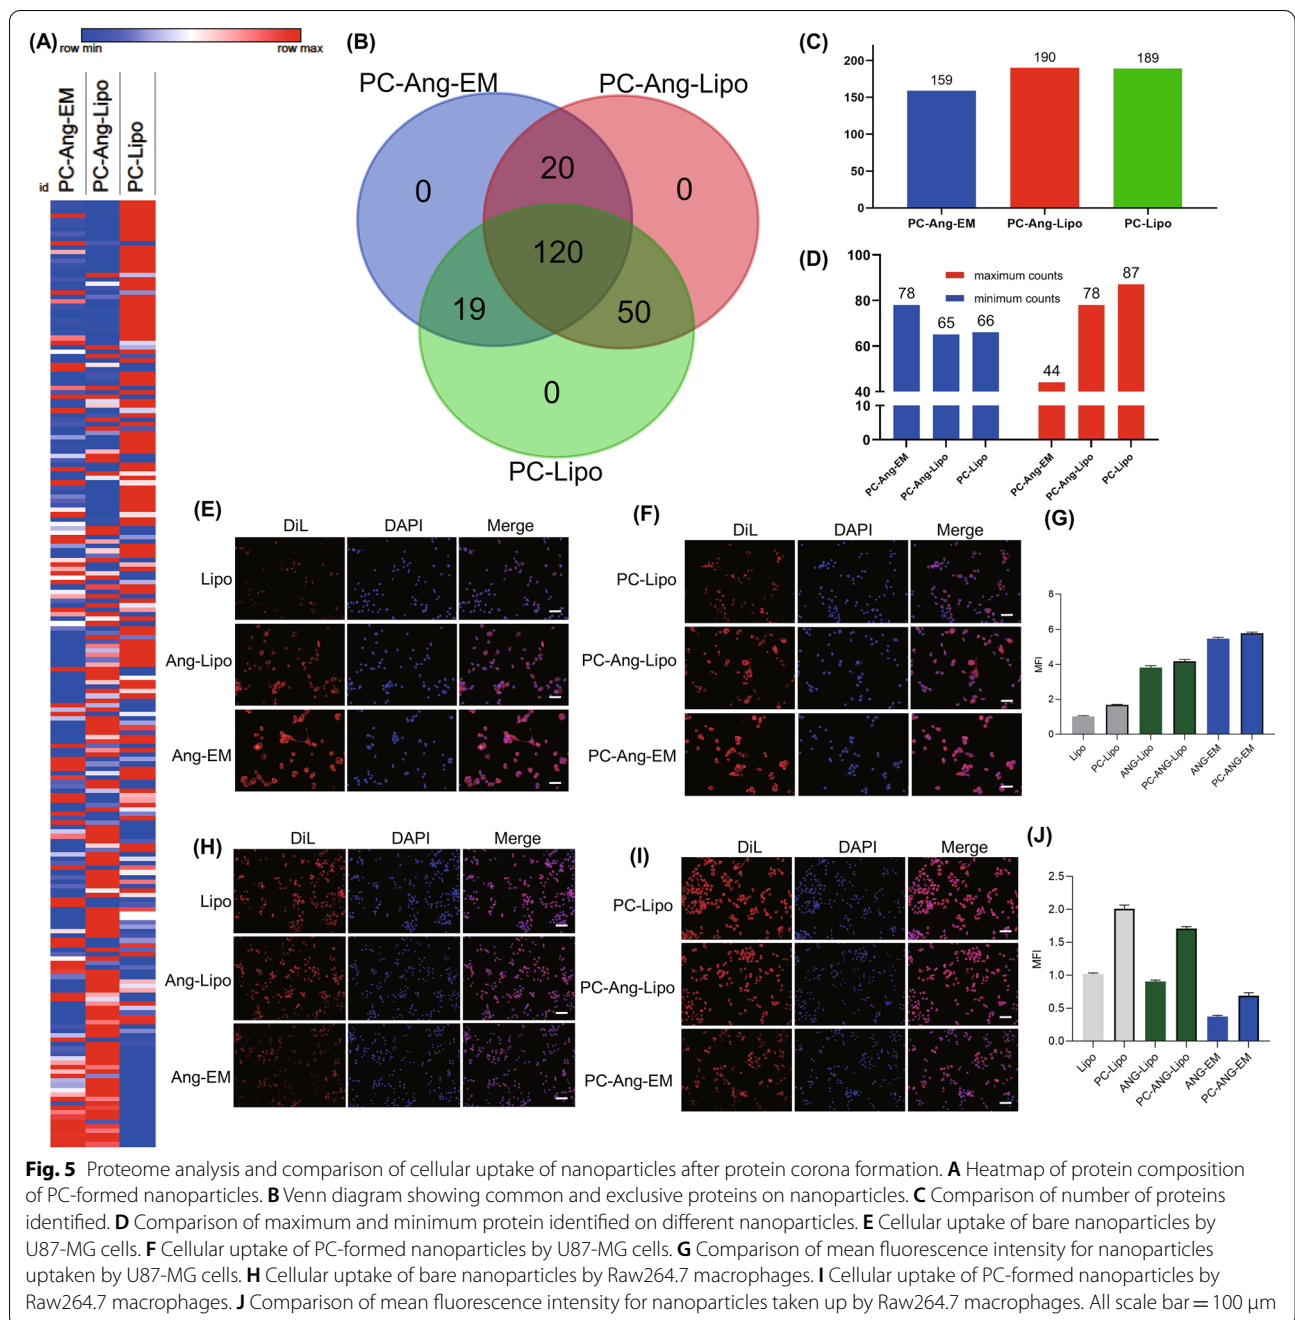 (A)
row min
row max
id
PC-Ang-EM
PC-Ang-Lipo
PC-Lipo
(B)
PC-Ang-EM
PC-Ang-Lipo
0
20
0
120
19
50
0
PC-Lipo
(C)
200
150
100
50
0
159
190
189
PC-Ang-EM
PC-Ang-Lipo
PC-Lipo
(D)
100
80
60
40
10
0
maximum counts
minimum counts
78
65
66
44
78
87
PC-Ang-EM
PC-Ang-Lipo
PC-Lipo
PC-Ang-EM
PC-Ang-Lipo
PC-Lipo
(E)
DiL
DAPI
Merge
Lipo
Ang-Lipo
Ang-EM
(F)
DiL
DAPI
Merge
PC-Lipo
PC-Ang-Lipo
PC-Ang-EM
(G)
MFI
8
6
4
2
0
Lipo
PC-Lipo
ANG-Lipo
PC-ANG-Lipo
ANG-EM
PC-ANG-EM
(H)
DiL
DAPI
Merge
Lipo
Ang-Lipo
Ang-EM
(I)
DiL
DAPI
Merge
PC-Lipo
PC-Ang-Lipo
PC-Ang-EM
(J)
MFI
2.5
2.0
1.5
1.0
0.5
0.0
Lipo
PC-Lipo
ANG-Lipo
PC-ANG-Lipo
ANG-EM
PC-ANG-EM
Fig. 5 Proteome analysis and comparison of cellular uptake of nanoparticles after protein corona formation. A Heatmap of protein composition
of PC-formed nanoparticles. B Venn diagram showing common and exclusive proteins on nanoparticles. C Comparison of number of proteins
identified. D Comparison of maximum and minimum protein identified on different nanoparticles. E Cellular uptake of bare nanoparticles by
U87-MG cells. F Cellular uptake of PC-formed nanoparticles by U87-MG cells. G Comparison of mean fluorescence intensity for nanoparticles
uptaken by U87-MG cells. H Cellular uptake of bare nanoparticles by Raw264.7 macrophages. I Cellular uptake of PC-formed nanoparticles by
Raw264.7 macrophages. J Comparison of mean fluorescence intensity for nanoparticles taken up by Raw264.7 macrophages. All scale bar = 100 µm